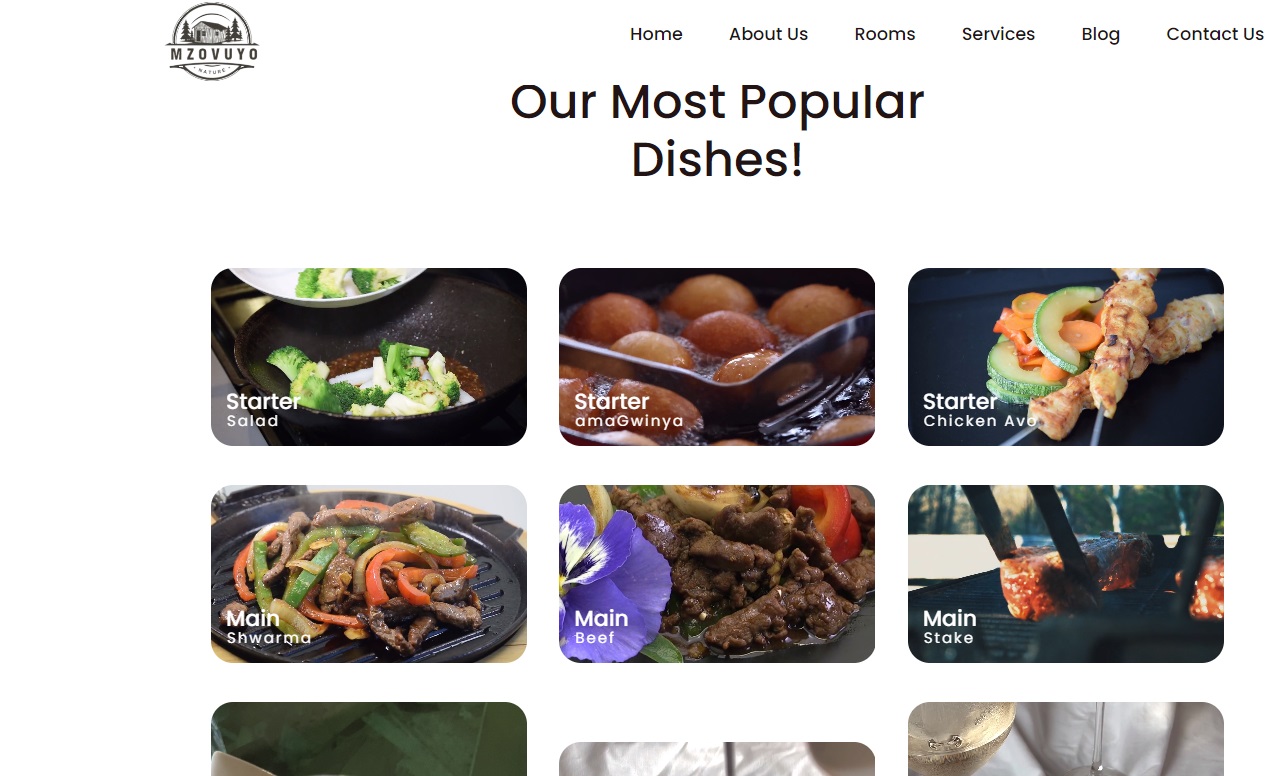 MZOVUYO
NATURE
Home About Us Rooms Services Blog Contact Us
Our Most Popular
Dishes!
Starter
Salad
Starter
amaGwinya
Starter
Chicken Avo
Main
Shwarma
Main
Beef
Main
Stake